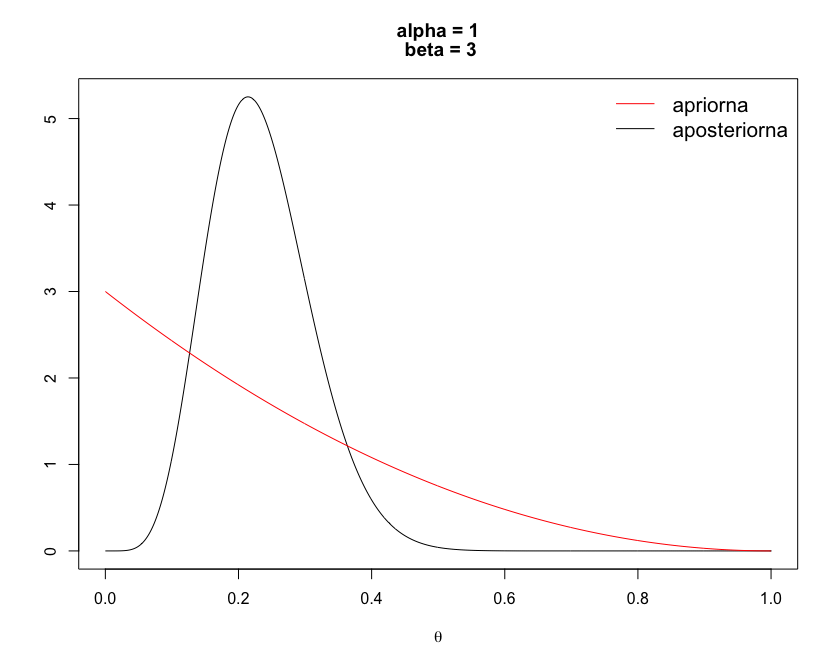 alpha = 1
beta = 3
apriorna
aposteriorna
5
4
3
2
1
0
0.0 0.2 0.4 0.6 0.8 1.0
θ